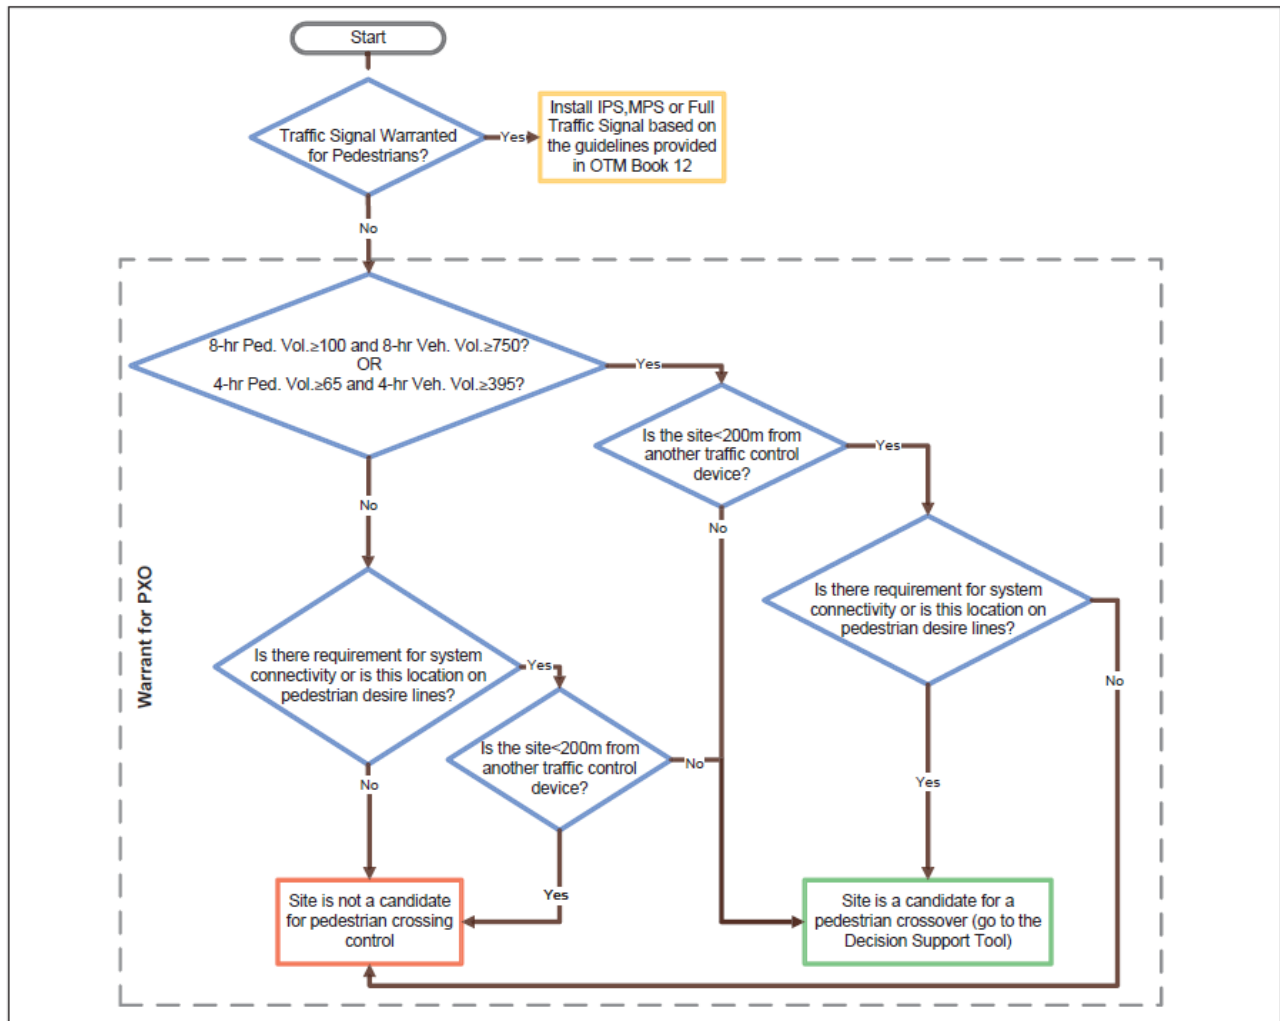 Start
Traffic Signal Warranted
for Pedestrians?
Yes
Install IPS,MPS or Full
Traffic Signal based on
the guidelines provided
in OTM Book 12
No
8-hr Ped. Vol.≥100 and 8-hr Veh. Vol.≥750?
OR
4-hr Ped. Vol.≥65 and 4-hr Veh. Vol.≥395?
Yes
Is the site<200m from
another traffic control
device?
Yes
No
No
Is there requirement for system
connectivity or is this location on
pedestrian desire lines?
No
Yes
Warrant for PXO
Is there requirement for system
connectivity or is this location on
pedestrian desire lines?
Yes
No
Is the site<200m from
another traffic control
device?
No
Yes
Site is not a candidate
for pedestrian crossing
control
Site is a candidate for a
pedestrian crossover (go to the
Decision Support Tool)